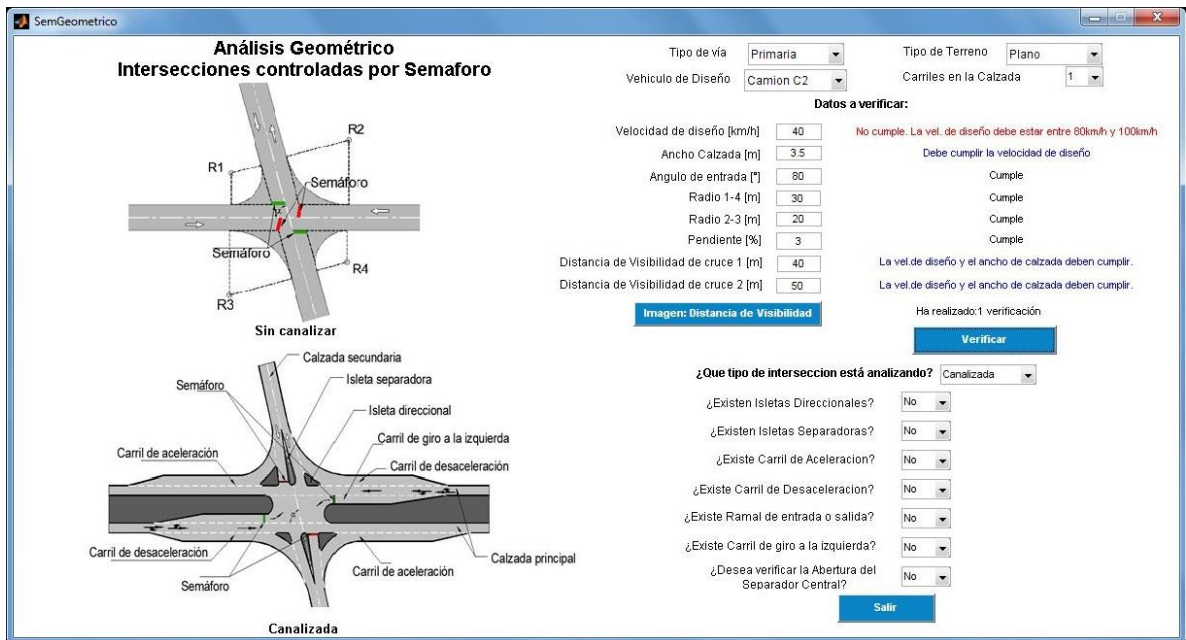 SemGeometrico
Análisis Geométrico
Intersecciones controladas por Semaforo
R2
R1
Semáforo
Semáforo
R4
R3
Sin canalizar
Calzada secundaria
Semáforo
Isleta separadora
Isleta direccional
Carril de giro a la izquierda
Carril de aceleración
Carril de desaceleración
Carril de desaceleración
Calzada principal
Carril de aceleración
Semáforo
Canalizada
Tipo de vía Primaria Tipo de Terreno Plano
Vehiculo de Diseño Camion C2 Carriles en la Calzada 1
Datos a verificar:
Velocidad de diseño [km/h] 40 No cumple. La vel. de diseño debe estar entre 80km/h y 100km/h
Ancho Calzada [m] 3.5 Debe cumplir la velocidad de diseño
Angulo de entrada [°] 80 Cumple
Radio 1-4 [m] 30 Cumple
Radio 2-3 [m] 20 Cumple
Pendiente [%] 3 Cumple
Distancia de Visibilidad de cruce 1 [m] 40 La vel.de diseño y el ancho de calzada deben cumplir.
Distancia de Visibilidad de cruce 2 [m] 50 La vel.de diseño y el ancho de calzada deben cumplir.
Imagen: Distancia de Visibilidad Ha realizado:1 verificación
Verificar
¿Que tipo de interseccion está analizando? Canalizada
¿Existen Isletas Direccionales? No
¿Existen Isletas Separadoras? No
¿Existe Carril de Aceleracion? No
¿Existe Carril de Desaceleracion? No
¿Existe Ramal de entrada o salida? No
¿Existe Carril de giro a la izquierda? No
¿Desea verificar la Abertura del
Separador Central? No
Salir